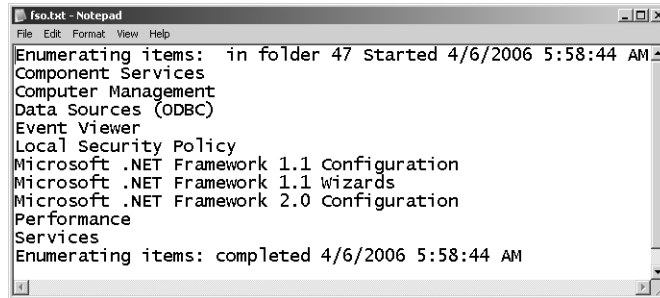 fso.txt - Notepad
File Edit Format View Help
Enumerating items:  in folder 47 Started 4/6/2006 5:58:44 AM
Component Services
Computer Management
Data Sources (ODBC)
Event Viewer
Local Security Policy
Microsoft .NET Framework 1.1 Configuration
Microsoft .NET Framework 1.1 Wizards
Microsoft .NET Framework 2.0 Configuration
Performance
Services
Enumerating items: completed 4/6/2006 5:58:44 AM